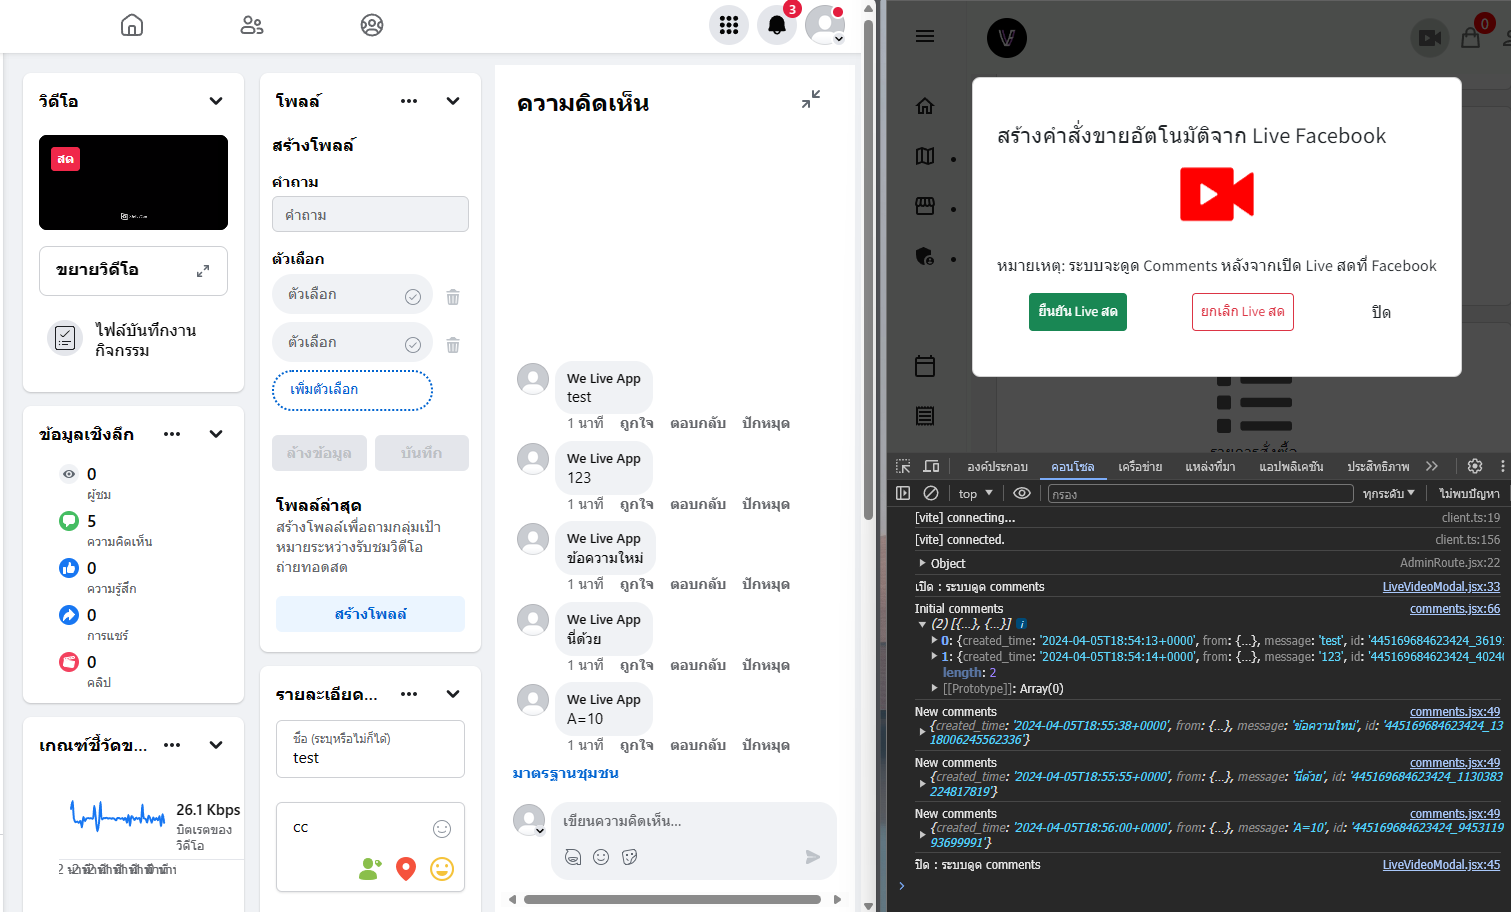 3
วิดีโอ
สด
ขยายวิดีโอ
ไฟล์บันทึกงาน
กิจกรรม
ข้อมูลเชิงลึก
0
ผู้ชม
5
ความคิดเห็น
0
ความรู้สึก
0
การแชร์
0
คลิป
เกณฑ์ชี้วัดข...
26.1 Kbps
บิตเรตของ
วิดีโอ
โพลล์
สร้างโพลล์
คำถาม
คำถาม
ตัวเลือก
ตัวเลือก
ตัวเลือก
เพิ่มตัวเลือก
ล้างข้อมูล
บันทึก
โพลล์ล่าสุด
สร้างโพลล์เพื่อถามกลุ่มเป้า
หมายระหว่างรับชมวิดีโอ
ถ่ายทอดสด
สร้างโพลล์
รายละเอียด...
ชื่อ (ระบุหรือไม่ก็ได้)
test
cc
ความคิดเห็น
We Live App
test
1 นาที ถูกใจ ตอบกลับ ปักหมุด
We Live App
123
1 นาที ถูกใจ ตอบกลับ ปักหมุด
We Live App
ข้อความใหม่
1 นาที ถูกใจ ตอบกลับ ปักหมุด
We Live App
นี่ด้วย
1 นาที ถูกใจ ตอบกลับ ปักหมุด
We Live App
A=10
1 นาที ถูกใจ ตอบกลับ ปักหมุด
มาตรฐานชุมชน
เขียนความคิดเห็น...
0
สร้างคำสั่งขายอัตโนมัติจาก Live Facebook
หมายเหตุ: ระบบจะดูด Comments หลังจากเปิด Live สดที่ Facebook
ยืนยัน Live สด
ยกเลิก Live สด
ปิด
รายการสั่งซื้อ
องค์ประกอบ คอนโซล เครือข่าย แหล่งที่มา แอปพลิเคชัน ประสิทธิภาพ
top กรอง ทุกระดับ ไม่พบปัญหา
[vite] connecting... client.ts:19
[vite] connected. client.ts:156
Object AdminRoute.jsx:22
เปิด : ระบบดูด comments LiveVideoModal.jsx:33
Initial comments comments.jsx:66
(2) [{…}, {…}]
0: {created_time: '2024-04-05T18:54:13+0000', from: {…}, message: 'test', id: '445169684623424_3619
1: {created_time: '2024-04-05T18:54:14+0000', from: {…}, message: '123', id: '445169684623424_4024
length: 2
[[Prototype]]: Array(0)
New comments comments.jsx:49
{created_time: '2024-04-05T18:55:38+0000', from: {…}, message: 'ข้อความใหม่', id: '445169684623424_13
18006245562336'}
New comments comments.jsx:49
{created_time: '2024-04-05T18:55:55+0000', from: {…}, message: 'นี่ด้วย', id: '445169684623424_1130383
224817819'}
New comments comments.jsx:49
{created_time: '2024-04-05T18:56:00+0000', from: {…}, message: 'A=10', id: '445169684623424_9453119
93699991'}
ปิด : ระบบดูด comments LiveVideoModal.jsx:45